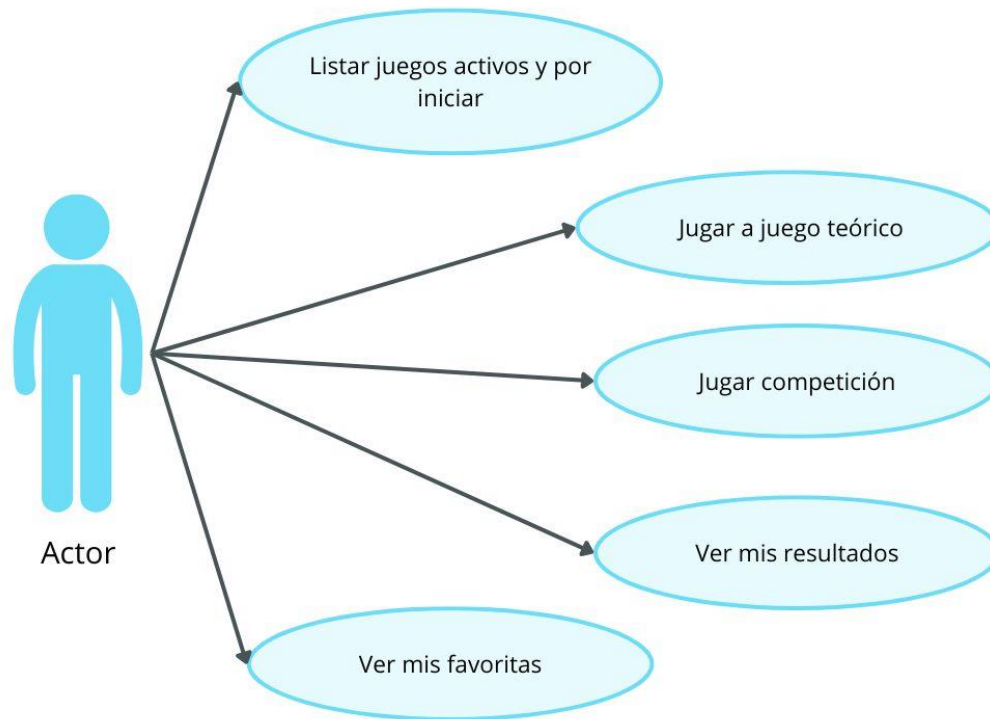 Listar juegos activos y por
iniciar
Jugar a juego teórico
Jugar competición
Ver mis resultados
Actor
Ver mis favoritas